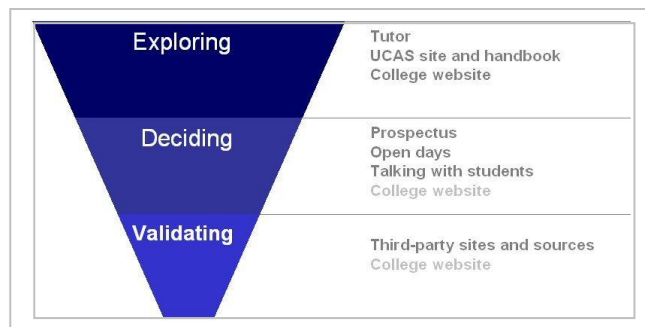 Exploring
Tutor
UCAS site and handbook
College website
Deciding
Prospectus
Open days
Talking with students
College website
Validating
Third-party sites and sources
College website